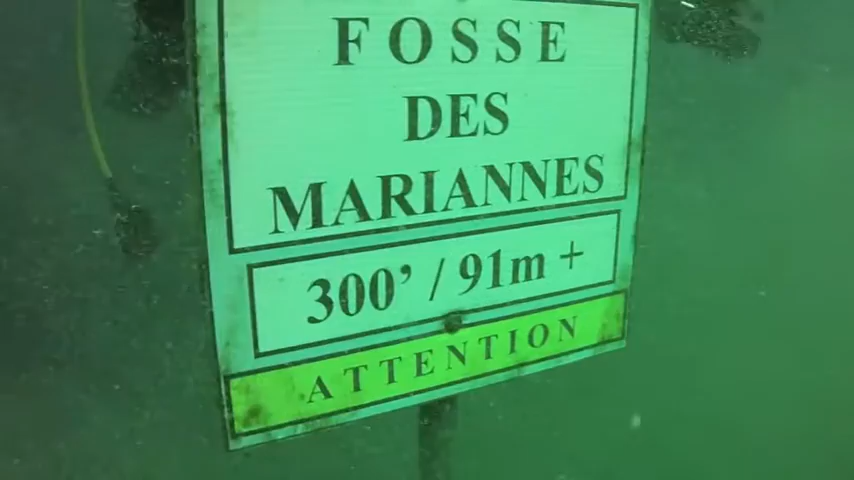 FOSSE
DES
MARIANNES
300' / 91m +
ATTENTION